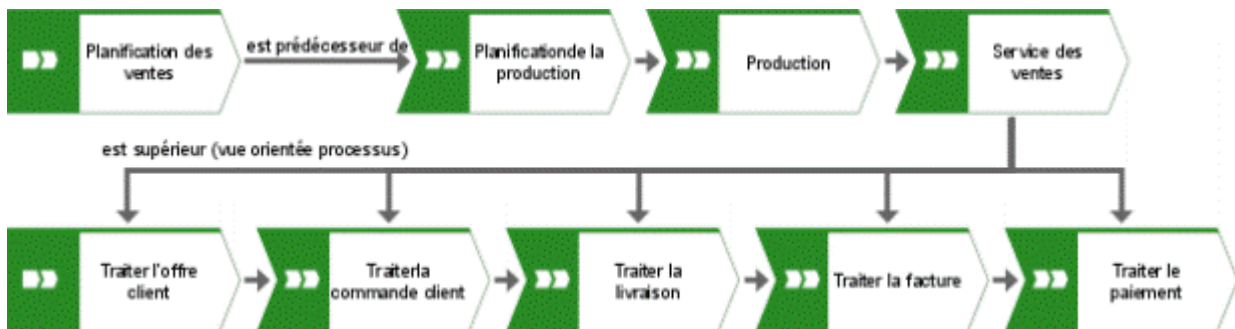 Planification des
ventes
est prédécesseur de
Planificationde la
production
Production
Service des
ventes
est supérieur (vue orientée processus)
Traiter l'offre
client
Traiterla
commande client
Traiter la
livraison
Traiter la facture
Traiter le
paiement